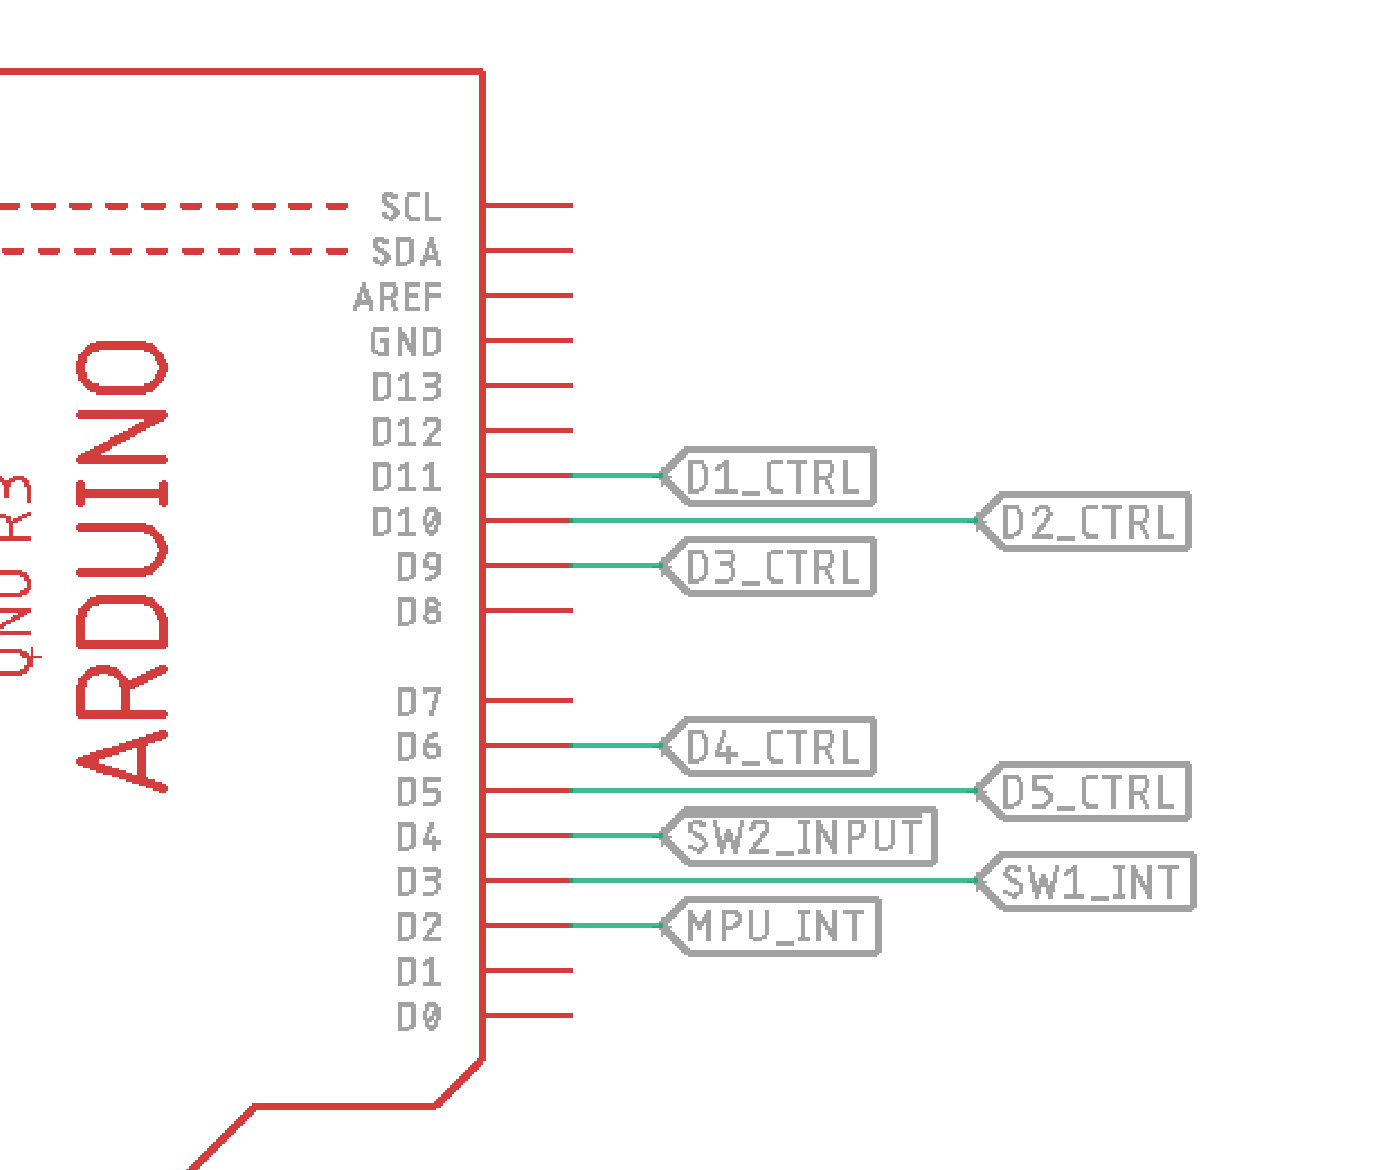 SCL
SDA
AREF
GND
D13
D12
D11 D1_CTRL
D10 D2_CTRL
D9 D3_CTRL
D8
D7
D6 D4_CTRL
D5 D5_CTRL
D4 SW2_INPUT
D3 SW1_INT
D2 MPU_INT
D1
D0
ARDUINO
UNO R3